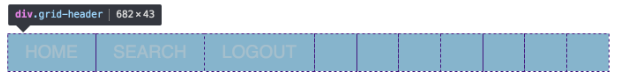 div.grid-header | 682×43
HOME SEARCH LOGOUT